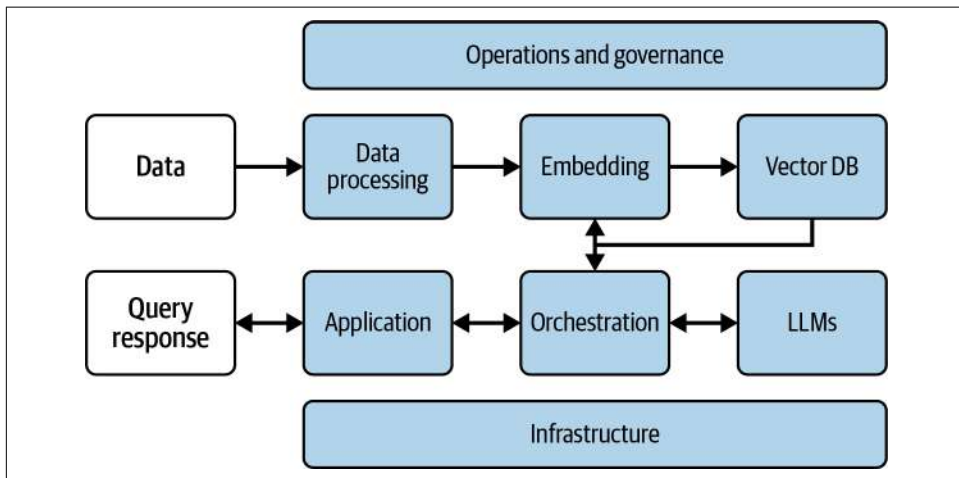 Operations and governance
Data
Data
processing
Embedding
Vector DB
Query
response
Application
Orchestration
LLMs
Infrastructure